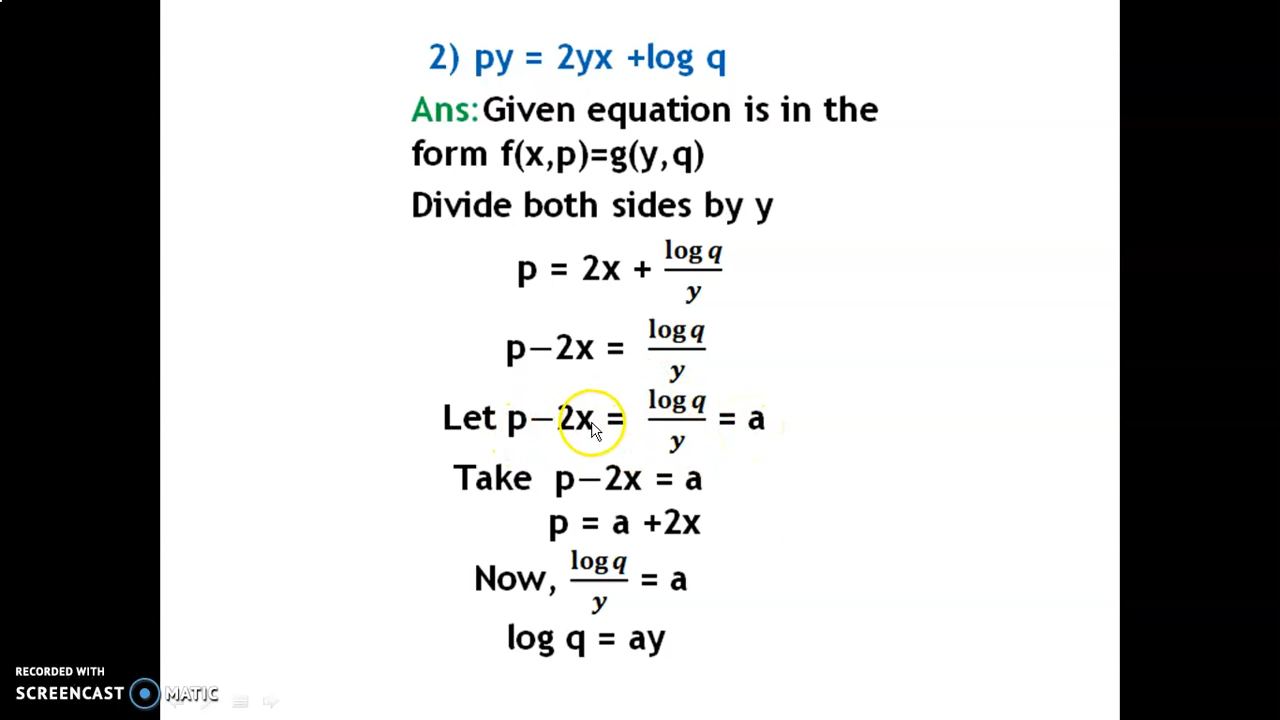 2) py = 2yx +log q
Ans: Given equation is in the
form f(x,p)=g(y,q)
Divide both sides by y
p = 2x + log q / y
p−2x = log q / y
Let p−2x = log q / y = a
Take p−2x = a
p = a +2x
Now, log q / y = a
log q = ay
RECORDED WITH
SCREENCAST MATIC